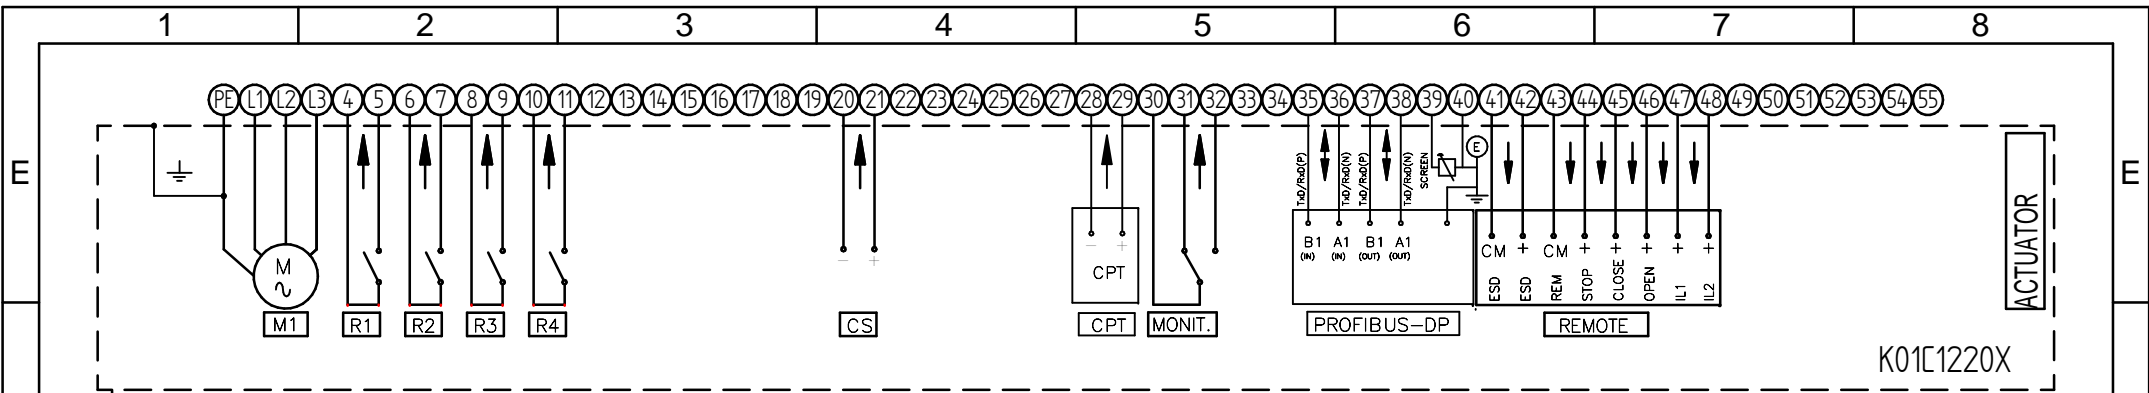 1 2 3 4 5 6 7 8
PE L1 L2 L3 4 5 6 7 8 9 10 11 12 13 14 15 16 17 18 19 20 21 22 23 24 25 26 27 28 29 30 31 32 33 34 35 36 37 38 39 40 41 42 43 44 45 46 47 48 49 50 51 52 53 54 55
E
E
E
TxD/RxD(P)
TxD/RxD(N)
TxD/RxD(P)
TxD/RxD(N)
SCREEN
ACTUATOR
M
- +
- +
CPT
B1 A1 B1 A1
(IN) (IN) (OUT) (OUT)
CM + CM + + + + +
ESD ESD REM STOP CLOSE OPEN IL1 IL2
M1 R1 R2 R3 R4 CS CPT MONIT. PROFIBUS-DP REMOTE
K01C1220X